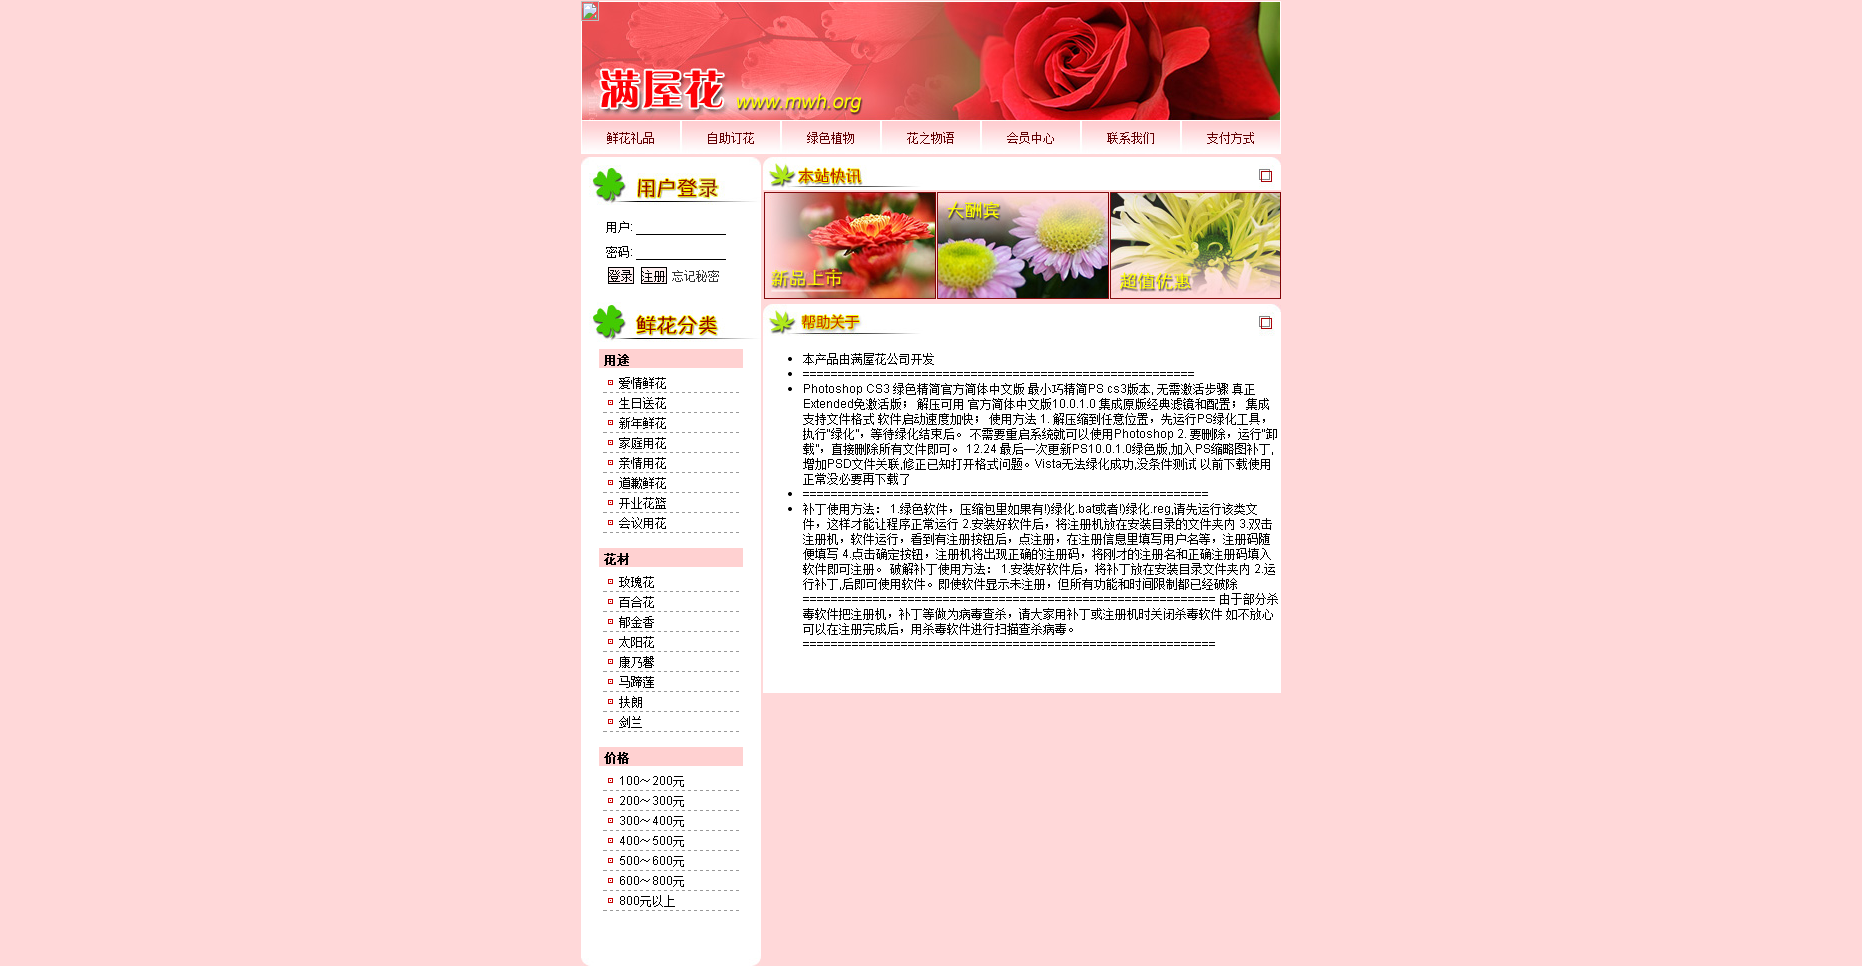 满屋花 www.mwh.org
鲜花礼品 自助订花 绿色植物 花之物语 会员中心 联系我们 支付方式
用户登录
用户:
密码:
登录 注册 忘记秘密
鲜花分类
用途
爱情鲜花
生日送花
新年鲜花
家庭用花
亲情用花
道歉鲜花
开业花篮
会议用花
花材
玫瑰花
百合花
郁金香
太阳花
康乃馨
马蹄莲
扶朗
剑兰
价格
100～200元
200～300元
300～400元
400～500元
500～600元
600～800元
800元以上
本站快讯
新品上市
大酬宾
超值优惠
帮助关于
本产品由满屋花公司开发
========================================================
Photoshop CS3 绿色精简官方简体中文版 最小巧精简PS cs3版本, 无需激活步骤 真正
Extended免激活版； 解压可用 官方简体中文版10.0.1.0 集成原版经典滤镜和配置； 集成
支持文件格式 软件启动速度加快； 使用方法 1. 解压缩到任意位置，先运行PS绿化工具，
执行"绿化"，等待绿化结束后。 不需要重启系统就可以使用Photoshop 2. 要删除，运行"卸
载"，直接删除所有文件即可。 12.24 最后一次更新PS10.0.1.0绿色版,加入PS缩略图补丁,
增加PSD文件关联,修正已知打开格式问题。Vista无法绿化成功,没条件测试 以前下载使用
正常没必要再下载了
==========================================================
补丁使用方法： 1.绿色软件，压缩包里如果有!)绿化.bat或者!)绿化.reg,请先运行该类文
件，这样才能让程序正常运行 2.安装好软件后，将注册机放在安装目录的文件夹内 3.双击
注册机，软件运行，看到有注册按钮后，点注册，在注册信息里填写用户名等，注册码随
便填写 4.点击确定按钮，注册机将出现正确的注册码，将刚才的注册名和正确注册码填入
软件即可注册。 破解补丁使用方法： 1.安装好软件后，将补丁放在安装目录文件夹内 2.运
行补丁,后即可使用软件。即使软件显示未注册，但所有功能和时间限制都已经破除
=========================================================== 由于部分杀
毒软件把注册机，补丁等做为病毒查杀，请大家用补丁或注册机时关闭杀毒软件 如不放心
可以在注册完成后，用杀毒软件进行扫描查杀病毒。
===========================================================